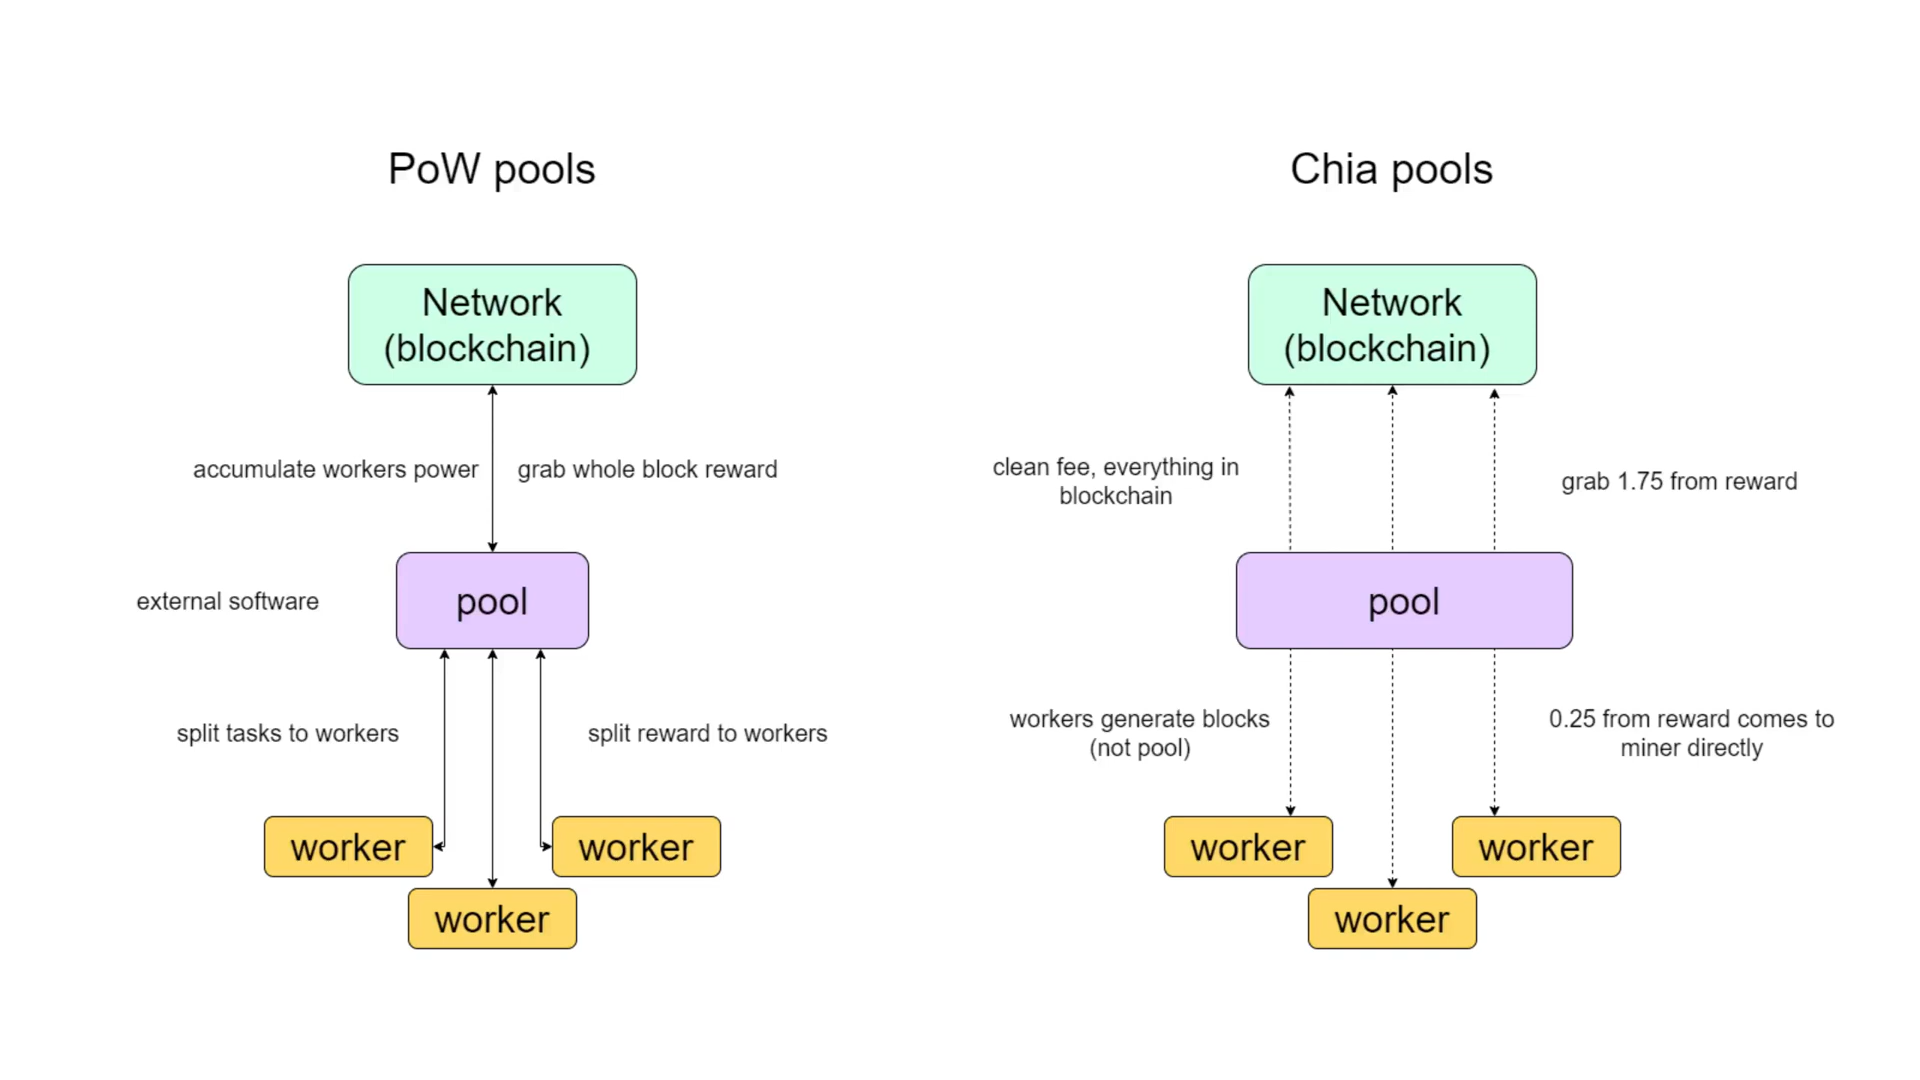 PoW pools
Network
(blockchain)
accumulate workers power
grab whole block reward
external software
pool
split tasks to workers
split reward to workers
worker
worker
worker
Chia pools
Network
(blockchain)
clean fee, everything in
blockchain
grab 1.75 from reward
pool
workers generate blocks
(not pool)
0.25 from reward comes to
miner directly
worker
worker
worker